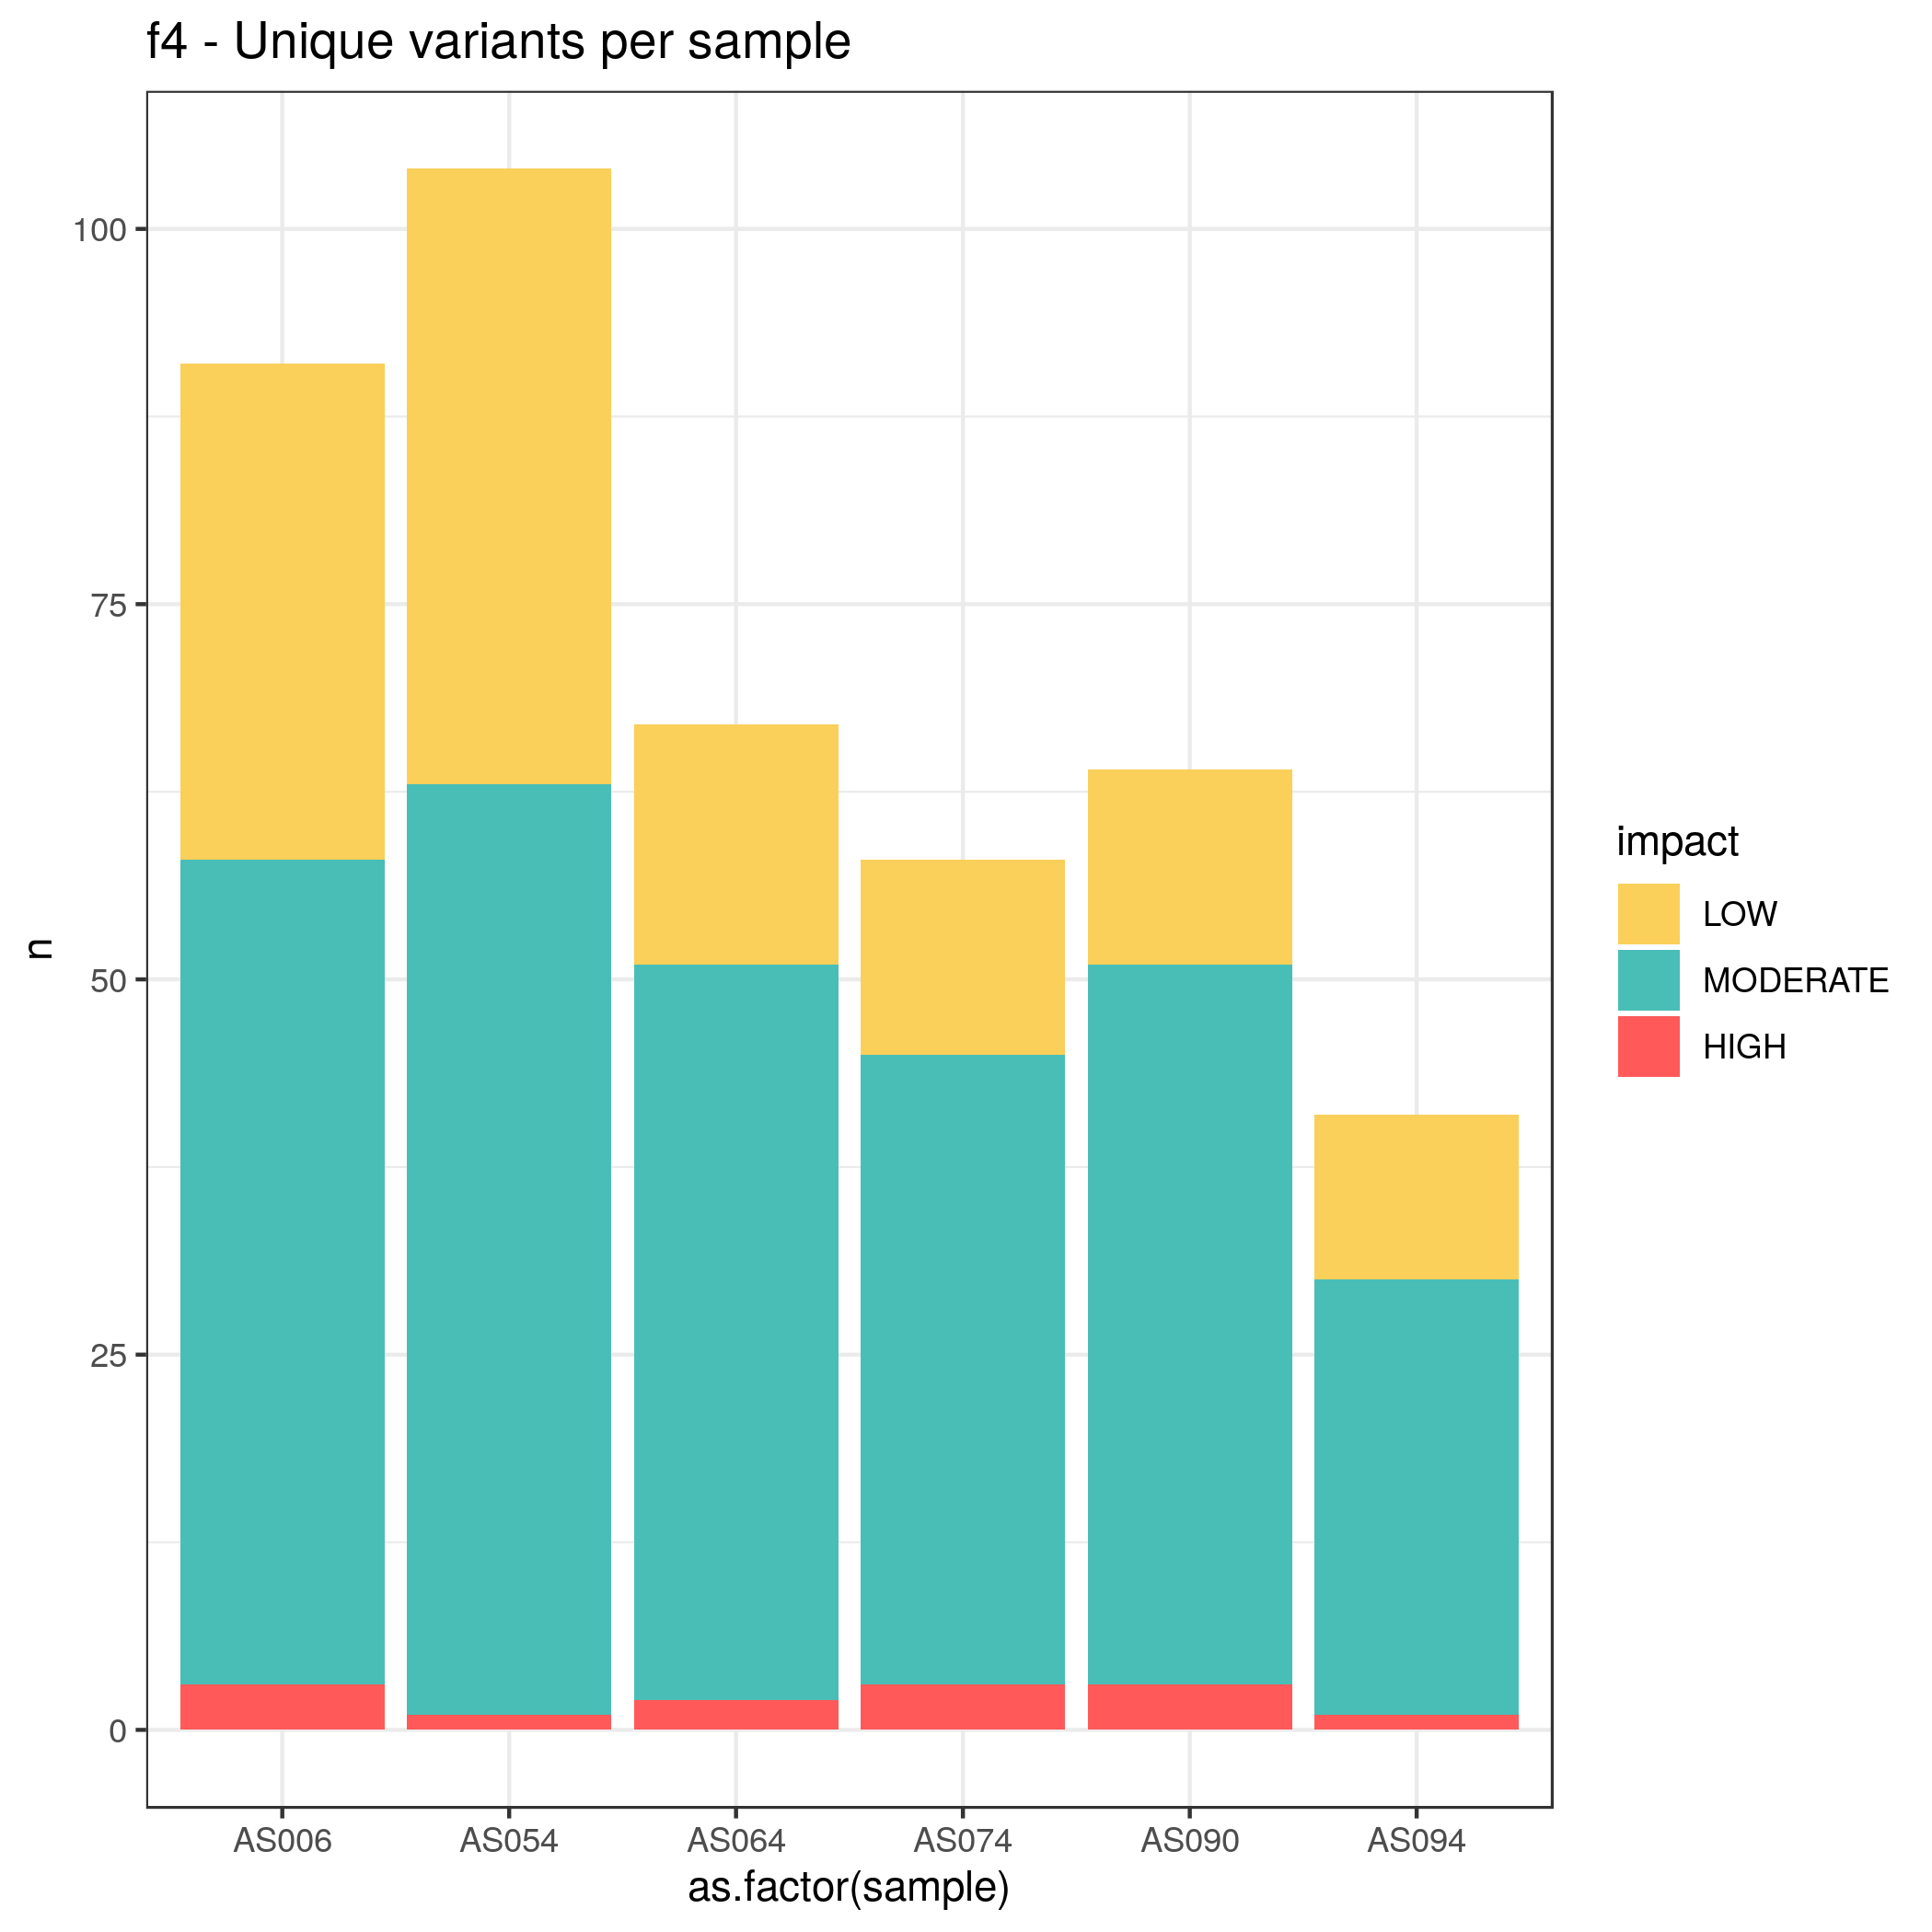 f4 - Unique variants per sample
n
100
75
50
25
0
AS006 AS054 AS064 AS074 AS090 AS094
as.factor(sample)
impact
LOW
MODERATE
HIGH